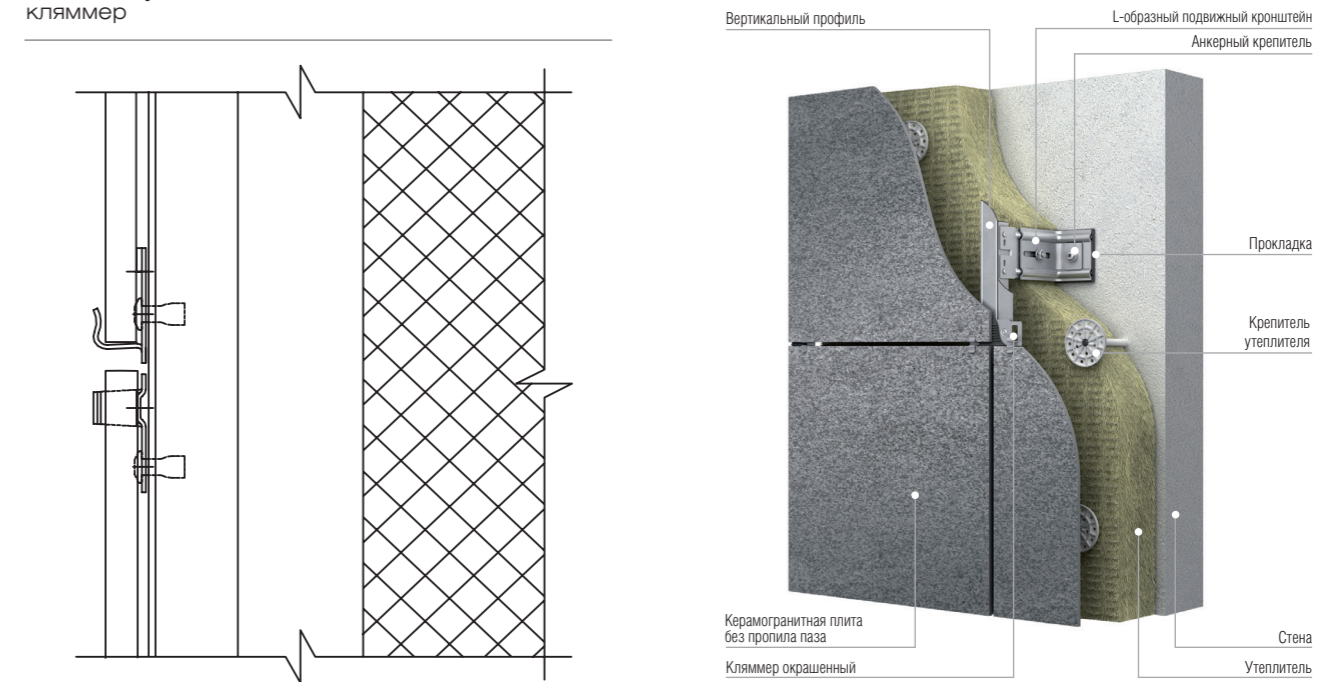 кляммер
Вертикальный профиль
L-образный подвижный кронштейн
Анкерный крепитель
Прокладка
Крепитель
утеплителя
Керамогранитная плита
без пропила паза
Кляммер окрашенный
Стена
Утеплитель